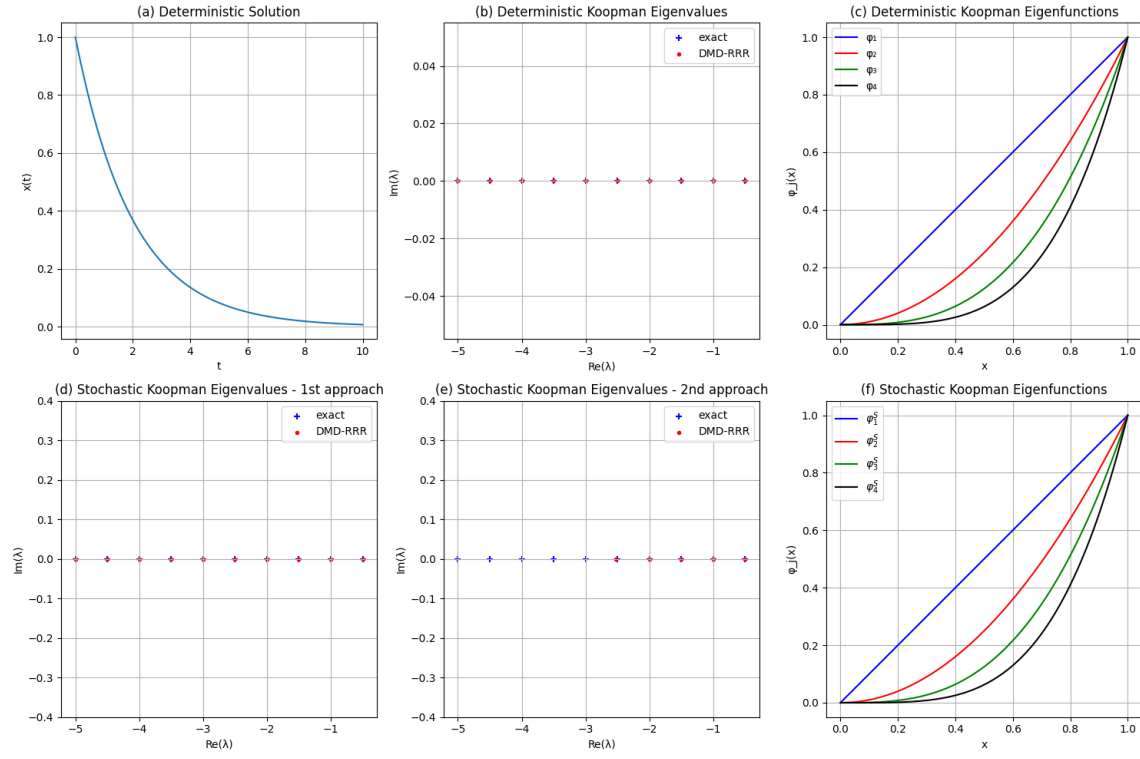 (a) Deterministic Solution
1.0
0.8
0.6
0.4
0.2
0.0
x(t)
0
2
4
6
8
10
t
(b) Deterministic Koopman Eigenvalues
exact
DMD-RRR
0.04
0.02
0.00
−0.02
−0.04
Im(λ)
−5
−4
−3
−2
−1
Re(λ)
(c) Deterministic Koopman Eigenfunctions
φ₁
φ₂
φ₃
φ₄
1.0
0.8
0.6
0.4
0.2
0.0
φ_j(x)
0.0
0.2
0.4
0.6
0.8
1.0
x
(d) Stochastic Koopman Eigenvalues - 1st approach
exact
DMD-RRR
0.4
0.3
0.2
0.1
0.0
−0.1
−0.2
−0.3
−0.4
Im(λ)
−5
−4
−3
−2
−1
Re(λ)
(e) Stochastic Koopman Eigenvalues - 2nd approach
exact
DMD-RRR
0.4
0.3
0.2
0.1
0.0
−0.1
−0.2
−0.3
−0.4
Im(λ)
−5
−4
−3
−2
−1
Re(λ)
(f) Stochastic Koopman Eigenfunctions
φ₁ˢ
φ₂ˢ
φ₃ˢ
φ₄ˢ
1.0
0.8
0.6
0.4
0.2
0.0
φ_j(x)
0.0
0.2
0.4
0.6
0.8
1.0
x